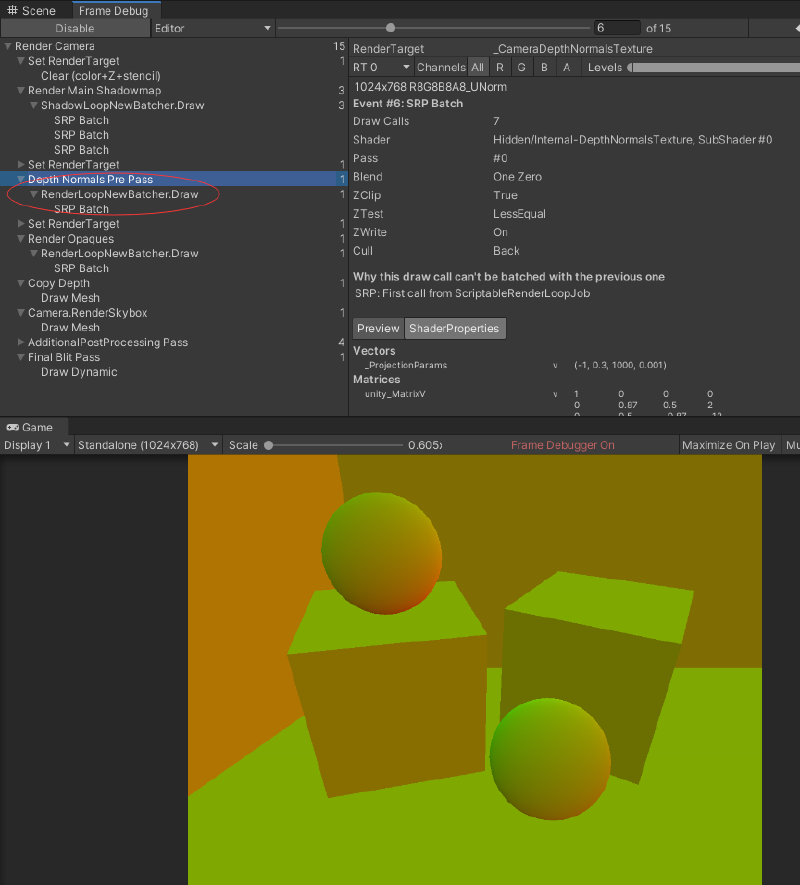 Scene Frame Debug
Disable Editor 6 of 15
Render Camera 15
Set RenderTarget 1
Clear (color+Z+stencil)
Render Main Shadowmap 3
ShadowLoopNewBatcher.Draw 3
SRP Batch
SRP Batch
SRP Batch
Set RenderTarget 1
Depth Normals Pre Pass 1
RenderLoopNewBatcher.Draw 1
SRP Batch
Set RenderTarget 1
Render Opaques 1
RenderLoopNewBatcher.Draw 1
SRP Batch
Copy Depth 1
Draw Mesh
Camera.RenderSkybox 1
Draw Mesh
AdditionalPostProcessing Pass 4
Final Blit Pass 1
Draw Dynamic
RenderTarget _CameraDepthNormalsTexture
RT 0 Channels All R G B A Levels
1024x768 R8G8B8A8_UNorm
Event #6: SRP Batch
Draw Calls 7
Shader Hidden/Internal-DepthNormalsTexture, SubShader #0
Pass #0
Blend One Zero
ZClip True
ZTest LessEqual
ZWrite On
Cull Back
Why this draw call can't be batched with the previous one
SRP: First call from ScriptableRenderLoopJob
Preview ShaderProperties
Vectors
_ProjectionParams v (-1, 0.3, 1000, 0.001)
Matrices
unity_MatrixV v 1 0 0 0
0 0.87 0.5 2
Game
Display 1 Standalone (1024x768) Scale 0.605x Frame Debugger On Maximize On Play Mu